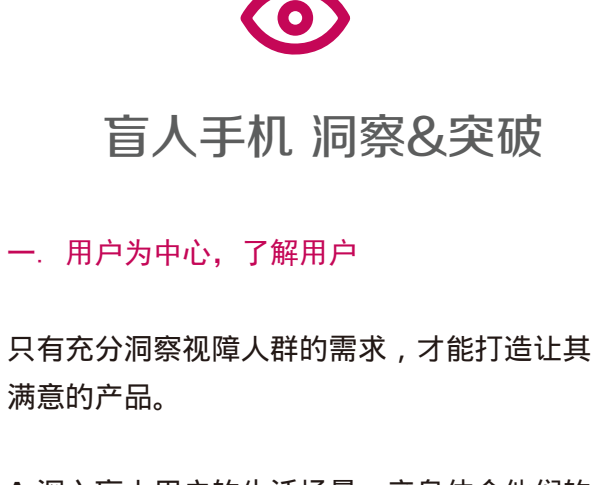 盲人手机 洞察&突破
一. 用户为中心，了解用户
只有充分洞察视障人群的需求，才能打造让其
满意的产品。